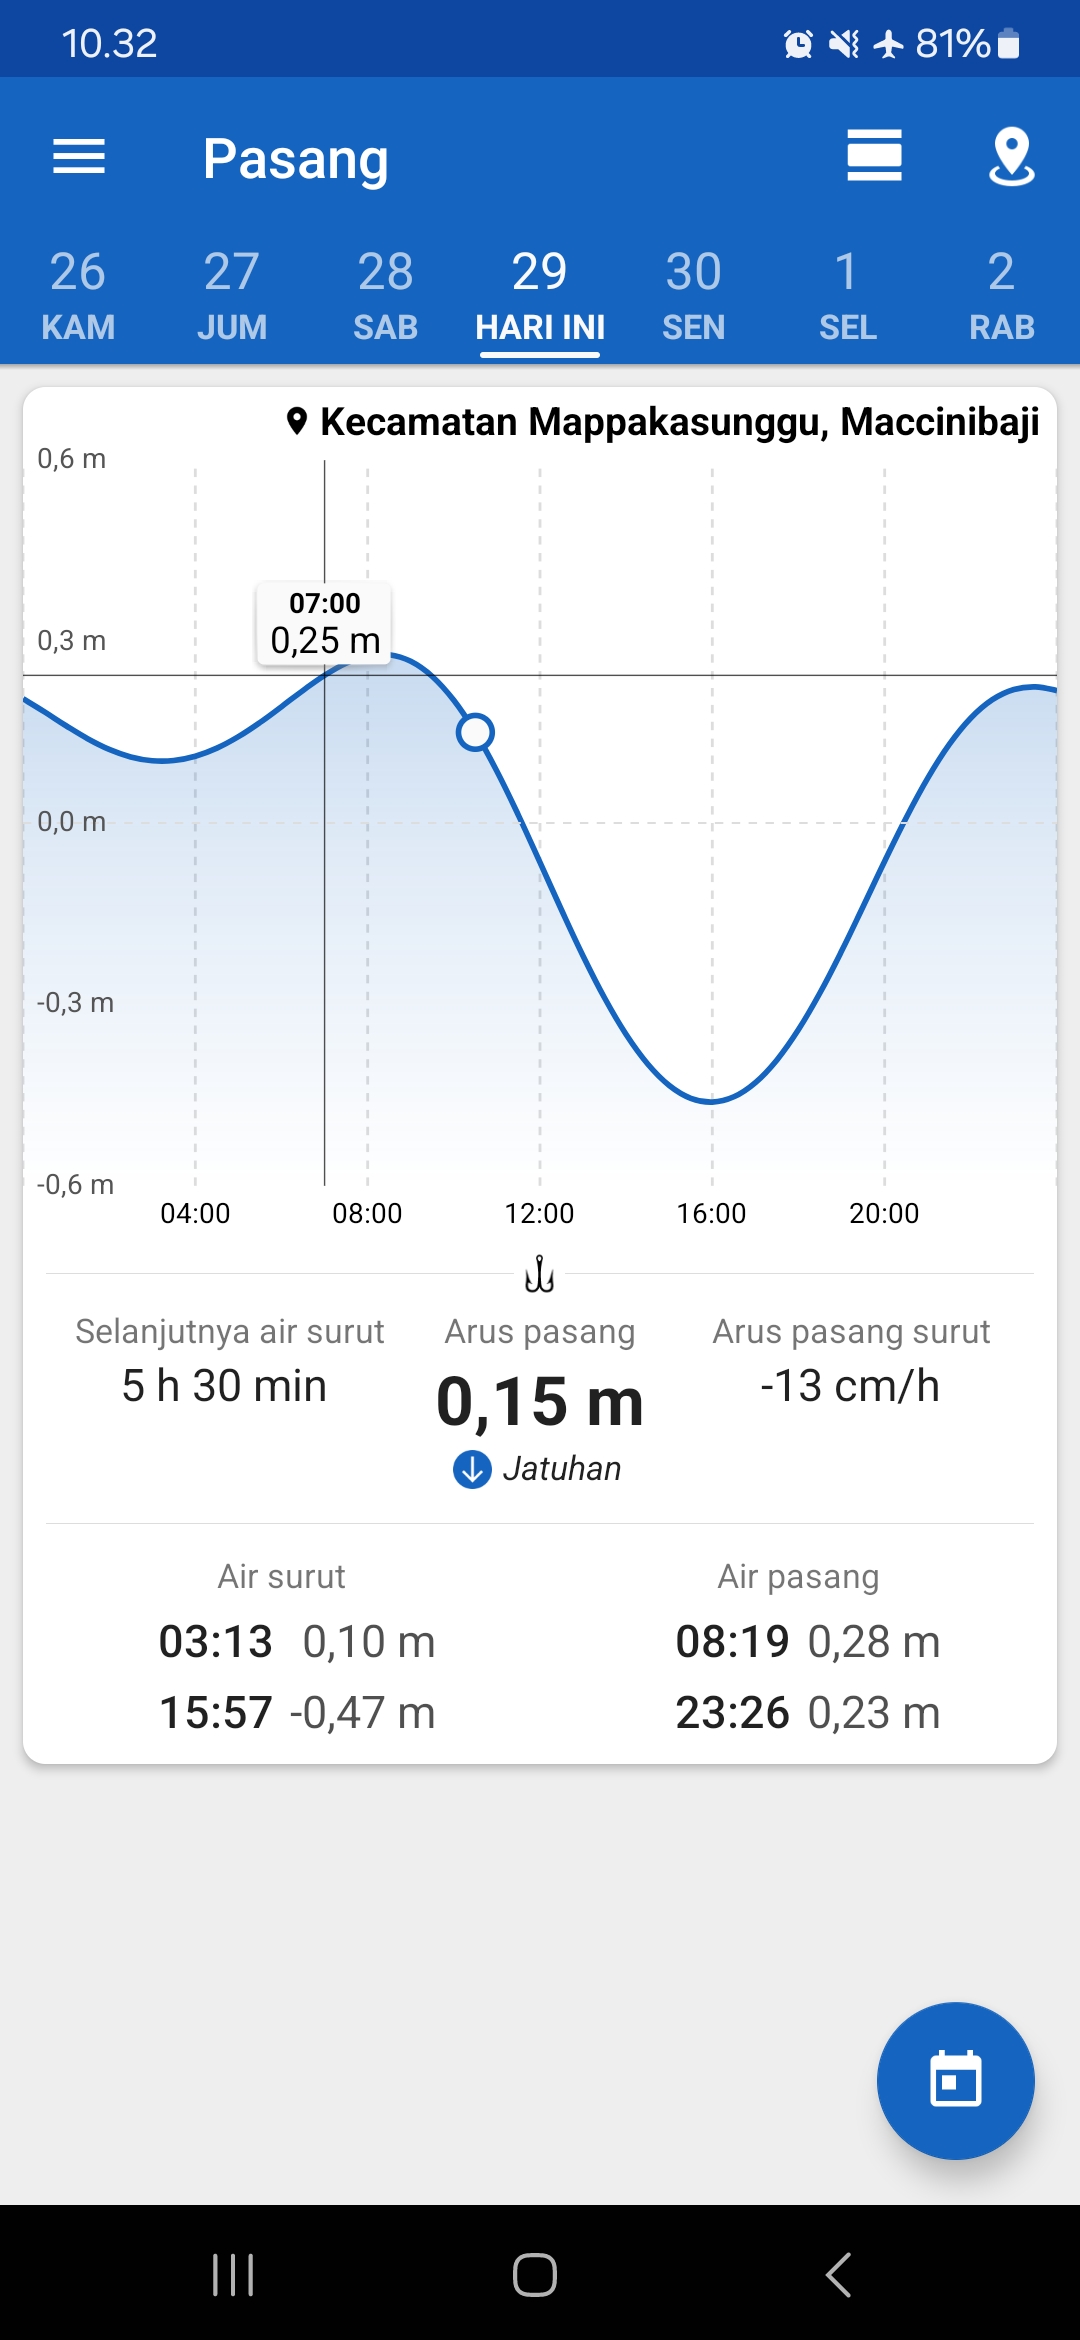 10.32
81%
Pasang
26 27 28 29 30 1 2
KAM JUM SAB HARI INI SEN SEL RAB
Kecamatan Mappakasunggu, Maccinibaji
0,6 m
07:00
0,25 m
0,3 m
0,0 m
-0,3 m
-0,6 m
04:00 08:00 12:00 16:00 20:00
Selanjutnya air surut
5 h 30 min
Arus pasang
0,15 m
Jatuhan
Arus pasang surut
-13 cm/h
Air surut
03:13 0,10 m
15:57 -0,47 m
Air pasang
08:19 0,28 m
23:26 0,23 m